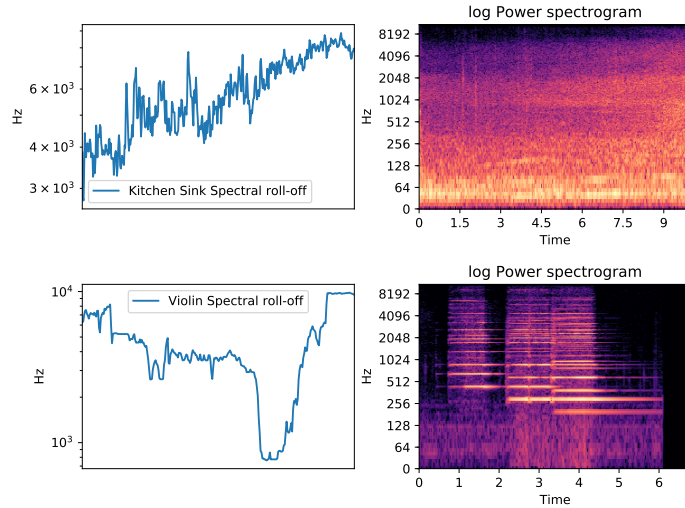 Hz
6 × 10³
4 × 10³
3 × 10³
Kitchen Sink Spectral roll-off
log Power spectrogram
Hz
8192
4096
2048
1024
512
256
128
64
0
0 1.5 3 4.5 6 7.5 9
Time
Hz
10⁴
10³
Violin Spectral roll-off
log Power spectrogram
Hz
8192
4096
2048
1024
512
256
128
64
0
0 1 2 3 4 5 6
Time